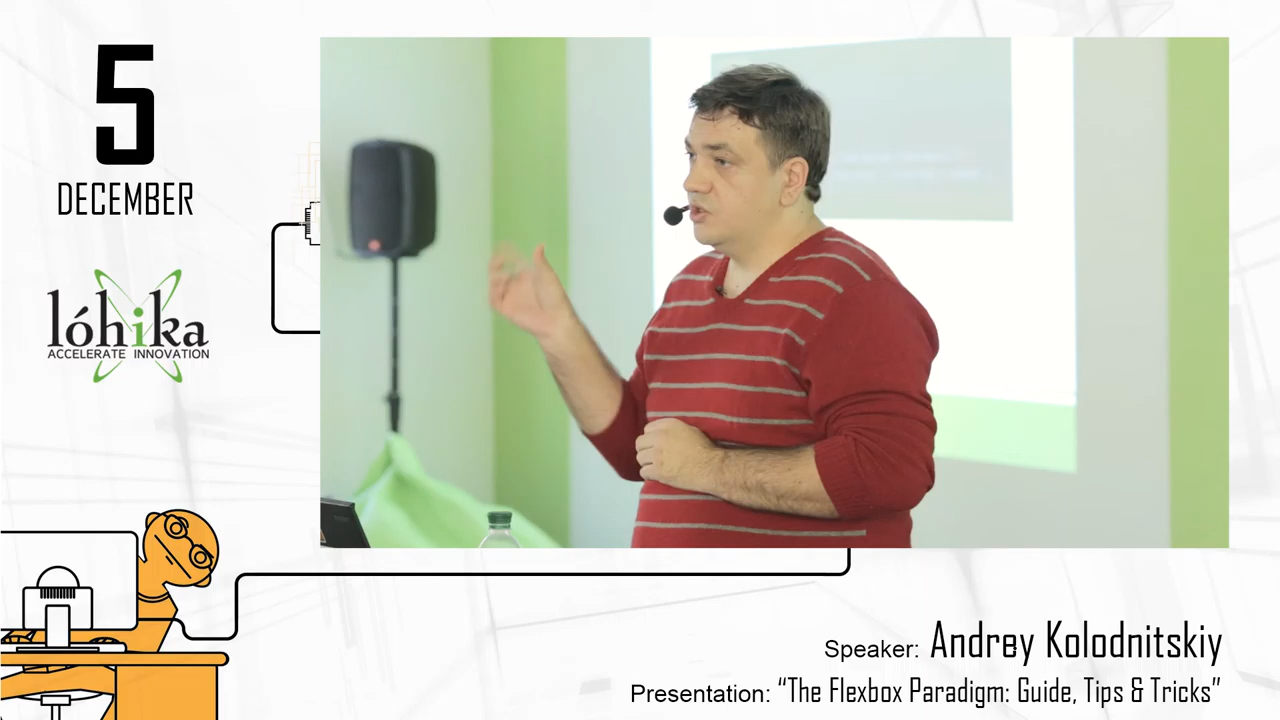 5
DECEMBER
lóhika
ACCELERATE INNOVATION
Speaker: Andrey Kolodnitskiy
Presentation: “The Flexbox Paradigm: Guide, Tips & Tricks”